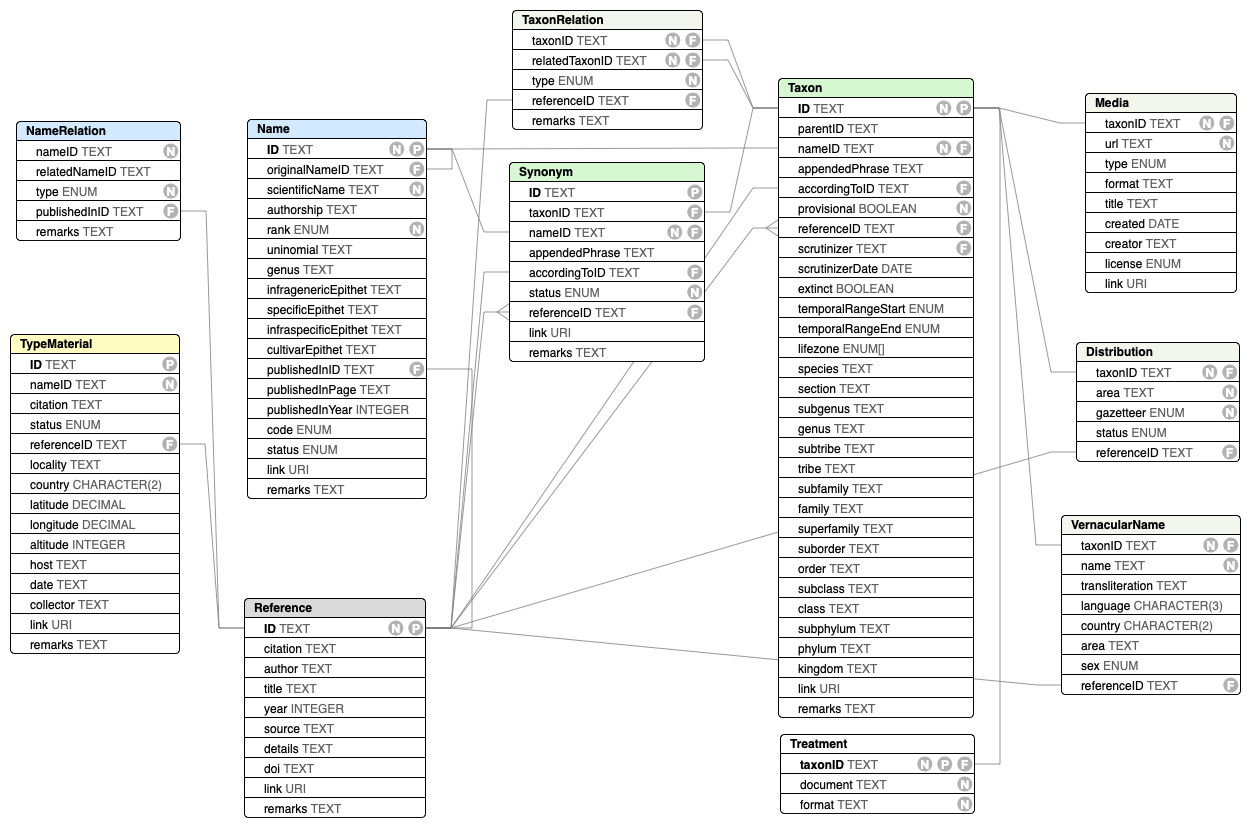 TaxonRelation
taxonID TEXT N F
relatedTaxonID TEXT N F
type ENUM N
referenceID TEXT F
remarks TEXT
NameRelation
nameID TEXT N
relatedNameID TEXT
type ENUM N
publishedInID TEXT F
remarks TEXT
Name
ID TEXT N P
originalNameID TEXT F
scientificName TEXT N
authorship TEXT
rank ENUM N
uninomial TEXT
genus TEXT
infragenericEpithet TEXT
specificEpithet TEXT
infraspecificEpithet TEXT
cultivarEpithet TEXT
publishedInID TEXT F
publishedInPage TEXT
publishedInYear INTEGER
code ENUM
status ENUM
link URI
remarks TEXT
Synonym
ID TEXT P
taxonID TEXT F
nameID TEXT N F
appendedPhrase TEXT
accordingToID TEXT F
status ENUM N
referenceID TEXT F
link URI
remarks TEXT
Taxon
ID TEXT N P
parentID TEXT
nameID TEXT N F
appendedPhrase TEXT
accordingToID TEXT F
provisional BOOLEAN N
referenceID TEXT F
scrutinizer TEXT F
scrutinizerDate DATE
extinct BOOLEAN
temporalRangeStart ENUM
temporalRangeEnd ENUM
lifezone ENUM[]
species TEXT
section TEXT
subgenus TEXT
genus TEXT
subtribe TEXT
tribe TEXT
subfamily TEXT
family TEXT
superfamily TEXT
suborder TEXT
order TEXT
subclass TEXT
class TEXT
subphylum TEXT
phylum TEXT
kingdom TEXT
link URI
remarks TEXT
Media
taxonID TEXT N F
url TEXT N
type ENUM
format TEXT
title TEXT
created DATE
creator TEXT
license ENUM
link URI
TypeMaterial
ID TEXT P
nameID TEXT N
citation TEXT
status ENUM
referenceID TEXT F
locality TEXT
country CHARACTER(2)
latitude DECIMAL
longitude DECIMAL
altitude INTEGER
host TEXT
date TEXT
collector TEXT
link URI
remarks TEXT
Distribution
taxonID TEXT N F
area TEXT N
gazetteer ENUM N
status ENUM
referenceID TEXT F
VernacularName
taxonID TEXT N F
name TEXT N
transliteration TEXT
language CHARACTER(3)
country CHARACTER(2)
area TEXT
sex ENUM
referenceID TEXT F
Reference
ID TEXT N P
citation TEXT
author TEXT
title TEXT
year INTEGER
source TEXT
details TEXT
doi TEXT
link URI
remarks TEXT
Treatment
taxonID TEXT N P F
document TEXT N
format TEXT N